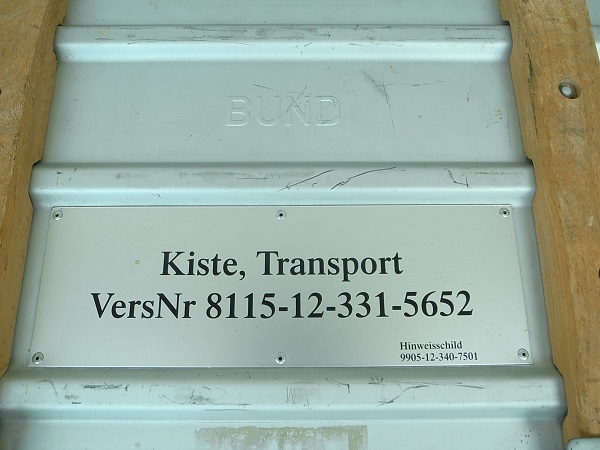 BUND
Kiste, Transport
VersNr 8115-12-331-5652
Hinweisschild
9905-12-340-7501